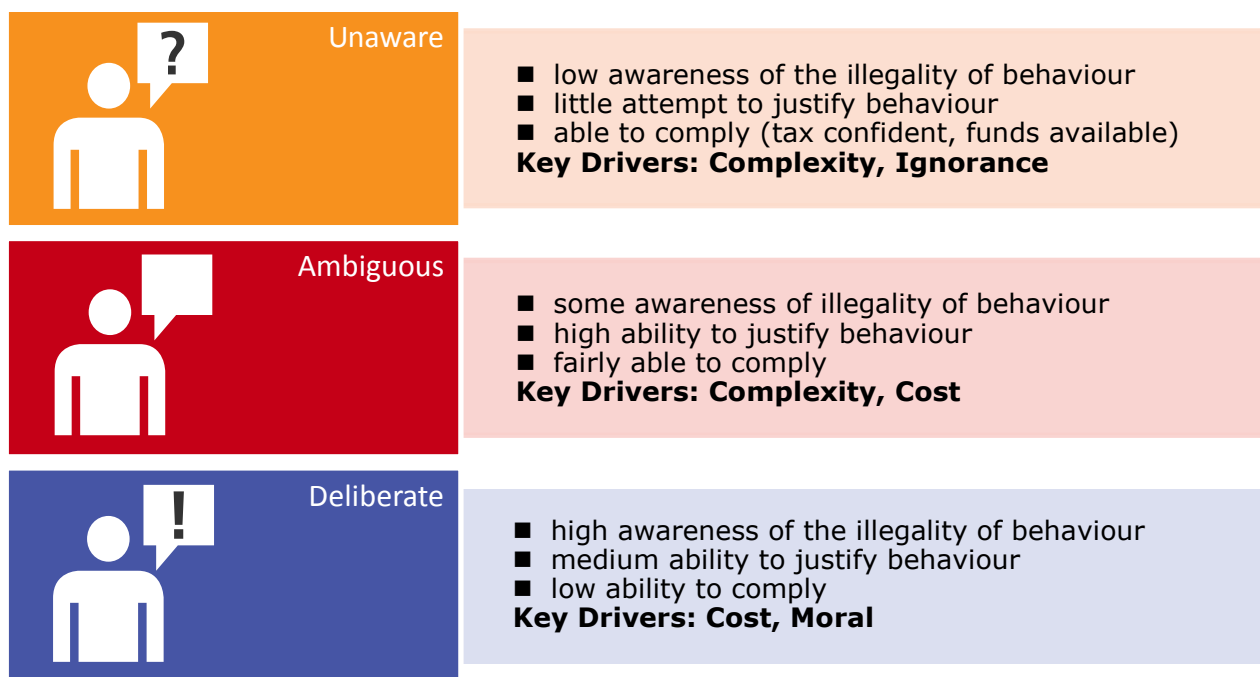 ?
Unaware
■ low awareness of the illegality of behaviour
■ little attempt to justify behaviour
■ able to comply (tax confident, funds available)
Key Drivers: Complexity, Ignorance
Ambiguous
■ some awareness of illegality of behaviour
■ high ability to justify behaviour
■ fairly able to comply
Key Drivers: Complexity, Cost
!
Deliberate
■ high awareness of the illegality of behaviour
■ medium ability to justify behaviour
■ low ability to comply
Key Drivers: Cost, Moral